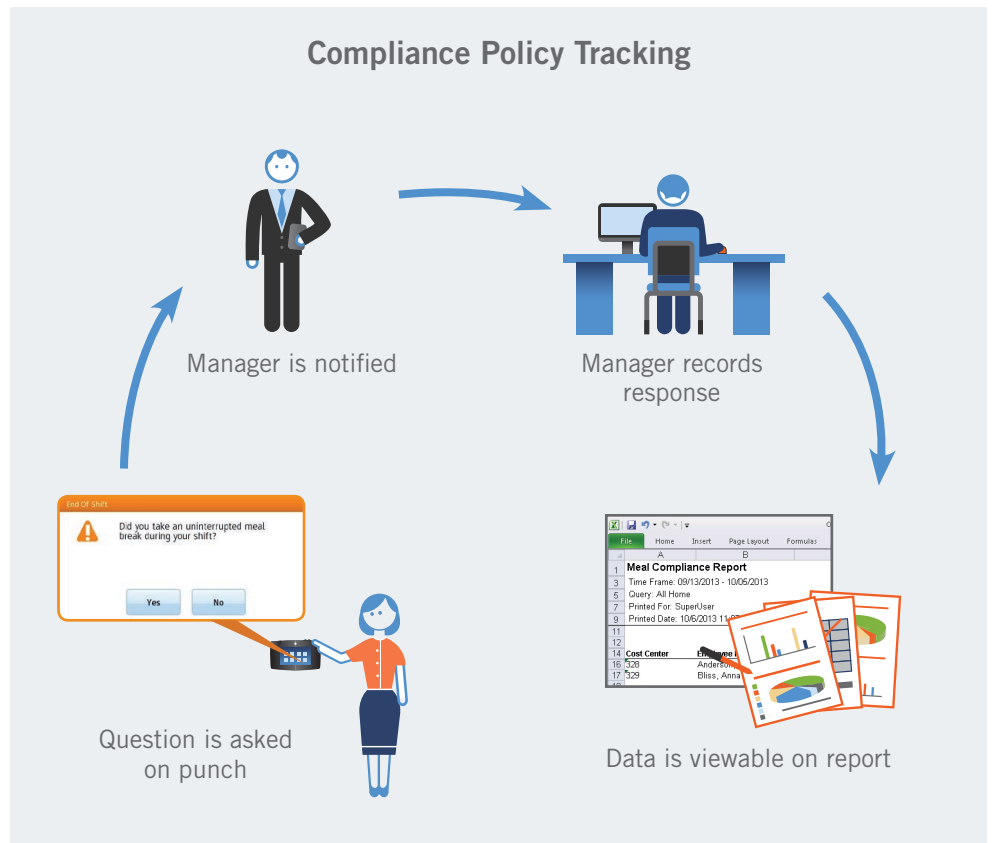 Compliance Policy Tracking
Manager is notified
Manager records
response
End Of Shift
Did you take an uninterrupted meal
break during your shift?
Yes No
Question is asked
on punch
File Home Insert Page Layout Formulas
A B
1 Meal Compliance Report
3 Time Frame: 09/13/2013 - 10/05/2013
5 Query: All Home
7 Printed For: SuperUser
9 Printed Date: 10/6/2013
11
12
14 Cost Center
16 328
17 329 Bliss, Anna
Data is viewable on report